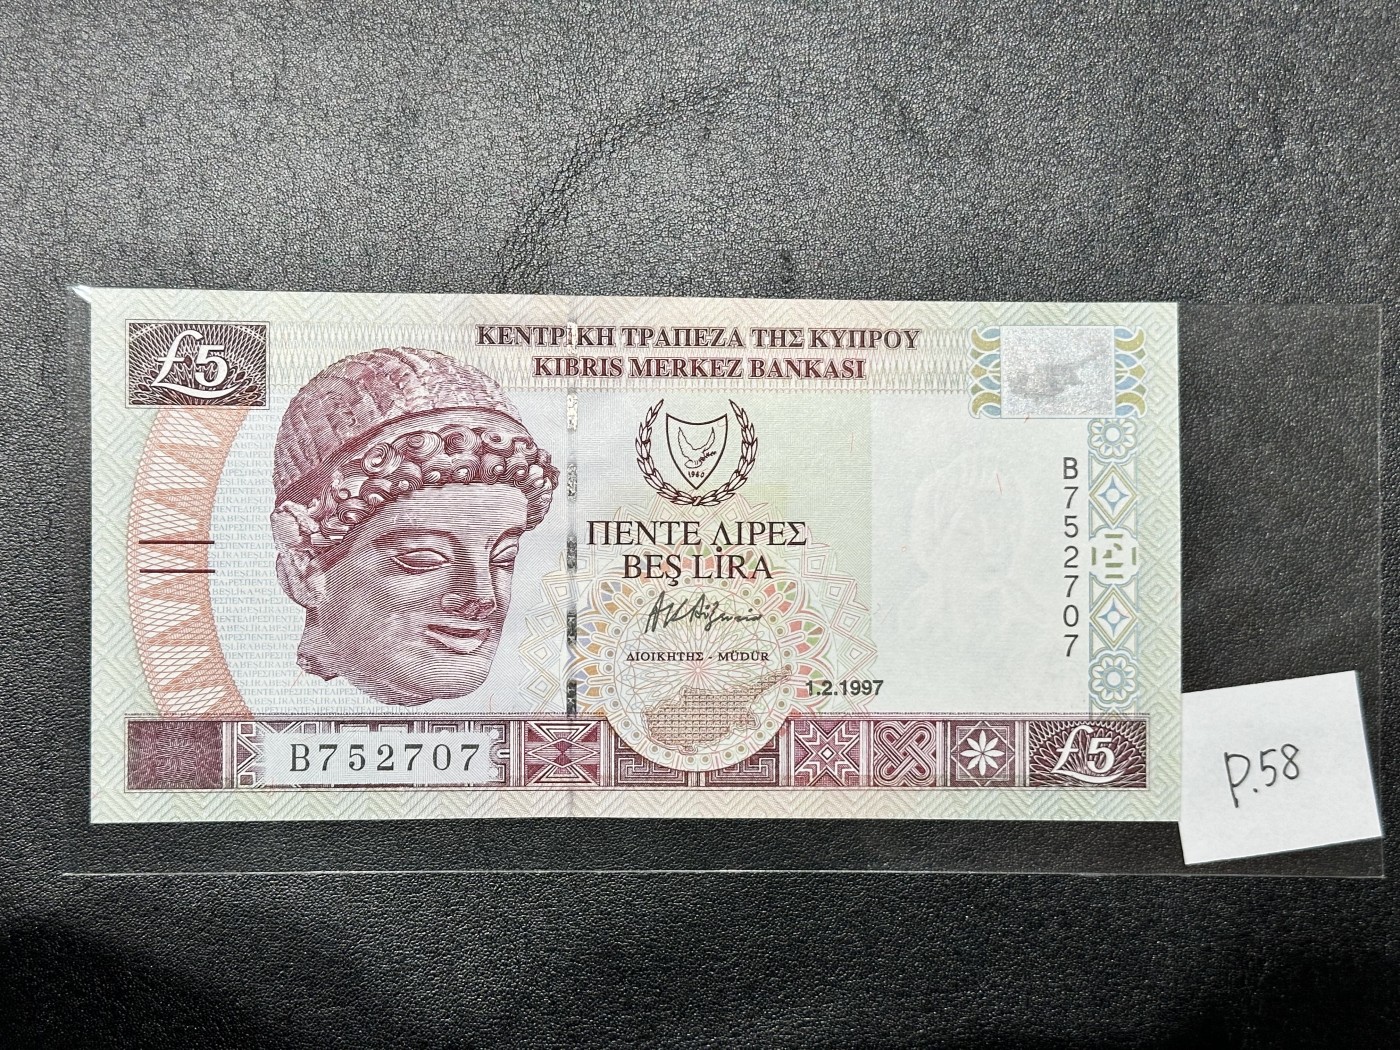 £5
ΚΕΝΤΡΙΚΗ ΤΡΑΠΕΖΑ ΤΗΣ ΚΥΠΡΟΥ
KIBRIS MERKEZ BANKASI
1960
ΠΕΝΤΕ ΛΙΡΕΣ
BEŞ LİRA
ΔΙΟΙΚΗΤΗΣ - MÜDÜR
1.2.1997
B752707
B752707
£5
P.58